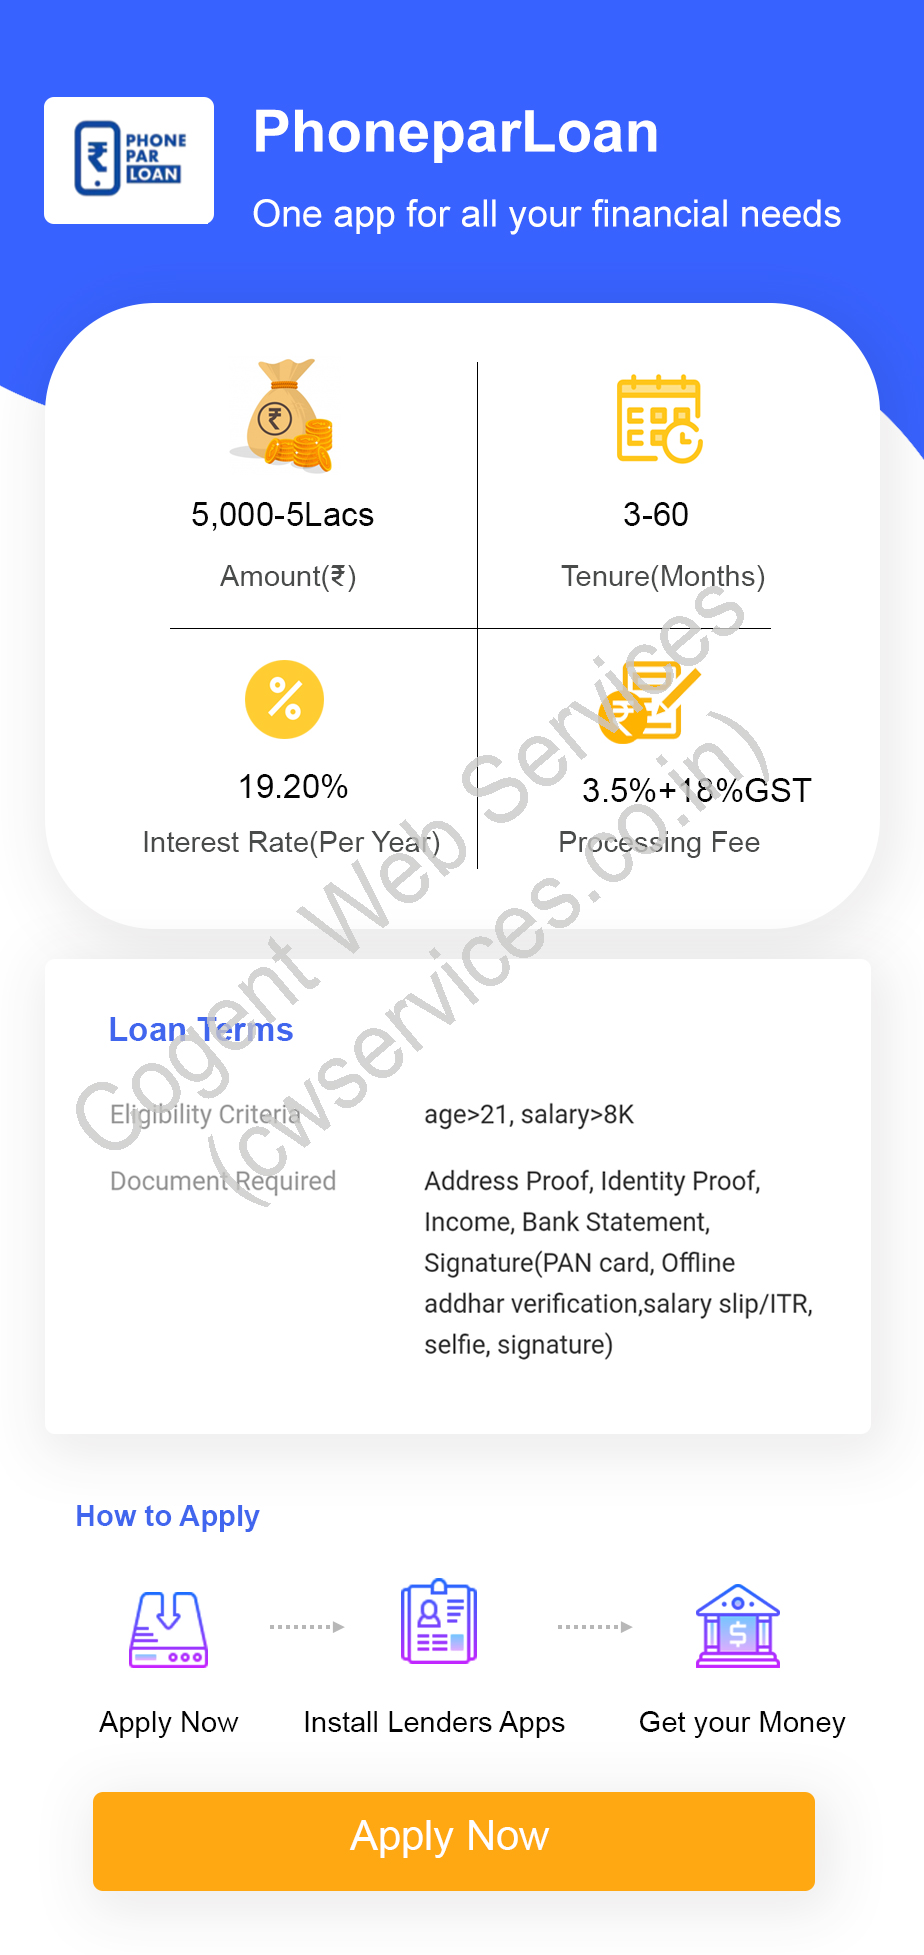 PHONE
PAR
LOAN
PhoneparLoan
One app for all your financial needs
5,000-5Lacs
Amount(₹)
3-60
Tenure(Months)
19.20%
Interest Rate(Per Year)
3.5%+18%GST
Processing Fee
Cogent Web Services
(cwservices.co.in)
Loan Terms
Eligibility Criteria
age>21, salary>8K
Document Required
Address Proof, Identity Proof,
Income, Bank Statement,
Signature(PAN card, Offline
addhar verification,salary slip/ITR,
selfie, signature)
How to Apply
Apply Now
Install Lenders Apps
Get your Money
Apply Now